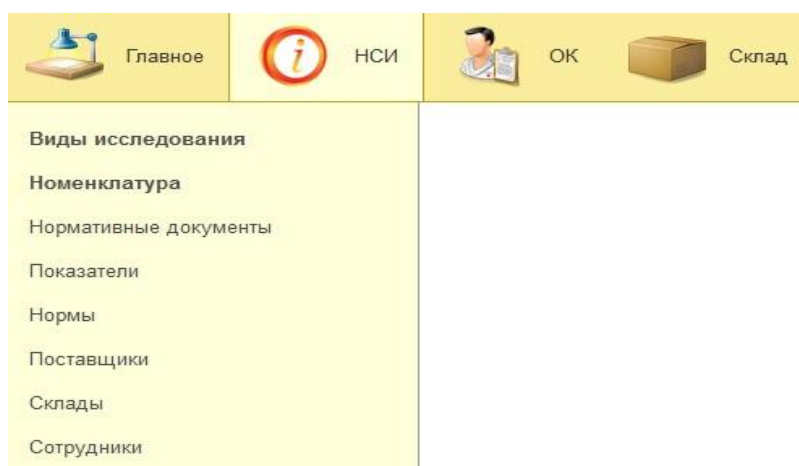 Главное НСИ ОК Склад
Виды исследования
Номенклатура
Нормативные документы
Показатели
Нормы
Поставщики
Склады
Сотрудники